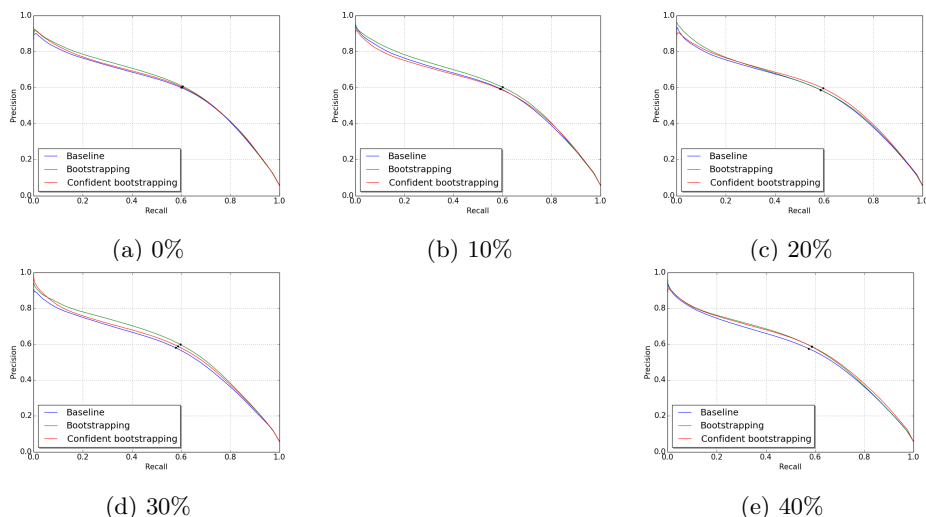 1.0
0.8
0.6
0.4
0.2
0.0
Precision
Baseline
Bootstrapping
Confident bootstrapping
0.0 0.2 0.4 0.6 0.8 1.0
Recall
(a) 0%
1.0
0.8
0.6
0.4
0.2
0.0
Precision
Baseline
Bootstrapping
Confident bootstrapping
0.0 0.2 0.4 0.6 0.8 1.0
Recall
(b) 10%
1.0
0.8
0.6
0.4
0.2
0.0
Precision
Baseline
Bootstrapping
Confident bootstrapping
0.0 0.2 0.4 0.6 0.8 1.0
Recall
(c) 20%
1.0
0.8
0.6
0.4
0.2
0.0
Precision
Baseline
Bootstrapping
Confident bootstrapping
0.0 0.2 0.4 0.6 0.8 1.0
Recall
(d) 30%
1.0
0.8
0.6
0.4
0.2
0.0
Precision
Baseline
Bootstrapping
Confident bootstrapping
0.0 0.2 0.4 0.6 0.8 1.0
Recall
(e) 40%